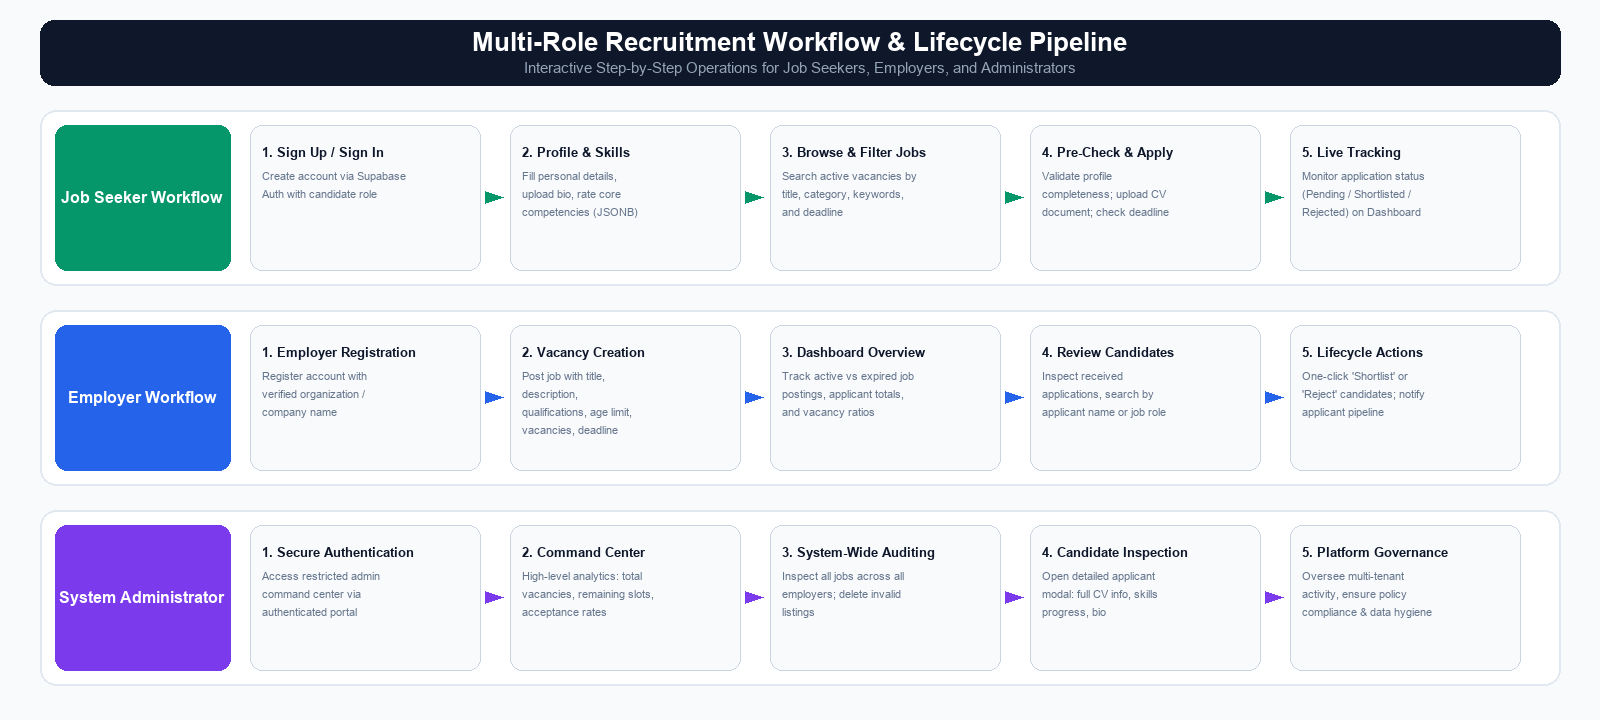 Multi-Role Recruitment Workflow & Lifecycle Pipeline
Interactive Step-by-Step Operations for Job Seekers, Employers, and Administrators
Job Seeker Workflow
1. Sign Up / Sign In
Create account via Supabase
Auth with candidate role
2. Profile & Skills
Fill personal details,
upload bio, rate core
competencies (JSONB)
3. Browse & Filter Jobs
Search active vacancies by
title, category, keywords,
and deadline
4. Pre-Check & Apply
Validate profile
completeness; upload CV
document; check deadline
5. Live Tracking
Monitor application status
(Pending / Shortlisted /
Rejected) on Dashboard
Employer Workflow
1. Employer Registration
Register account with
verified organization /
company name
2. Vacancy Creation
Post job with title,
description,
qualifications, age limit,
vacancies, deadline
3. Dashboard Overview
Track active vs expired job
postings, applicant totals,
and vacancy ratios
4. Review Candidates
Inspect received
applications, search by
applicant name or job role
5. Lifecycle Actions
One-click 'Shortlist' or
'Reject' candidates; notify
applicant pipeline
System Administrator
1. Secure Authentication
Access restricted admin
command center via
authenticated portal
2. Command Center
High-level analytics: total
vacancies, remaining slots,
acceptance rates
3. System-Wide Auditing
Inspect all jobs across all
employers; delete invalid
listings
4. Candidate Inspection
Open detailed applicant
modal: full CV info, skills
progress, bio
5. Platform Governance
Oversee multi-tenant
activity, ensure policy
compliance & data hygiene